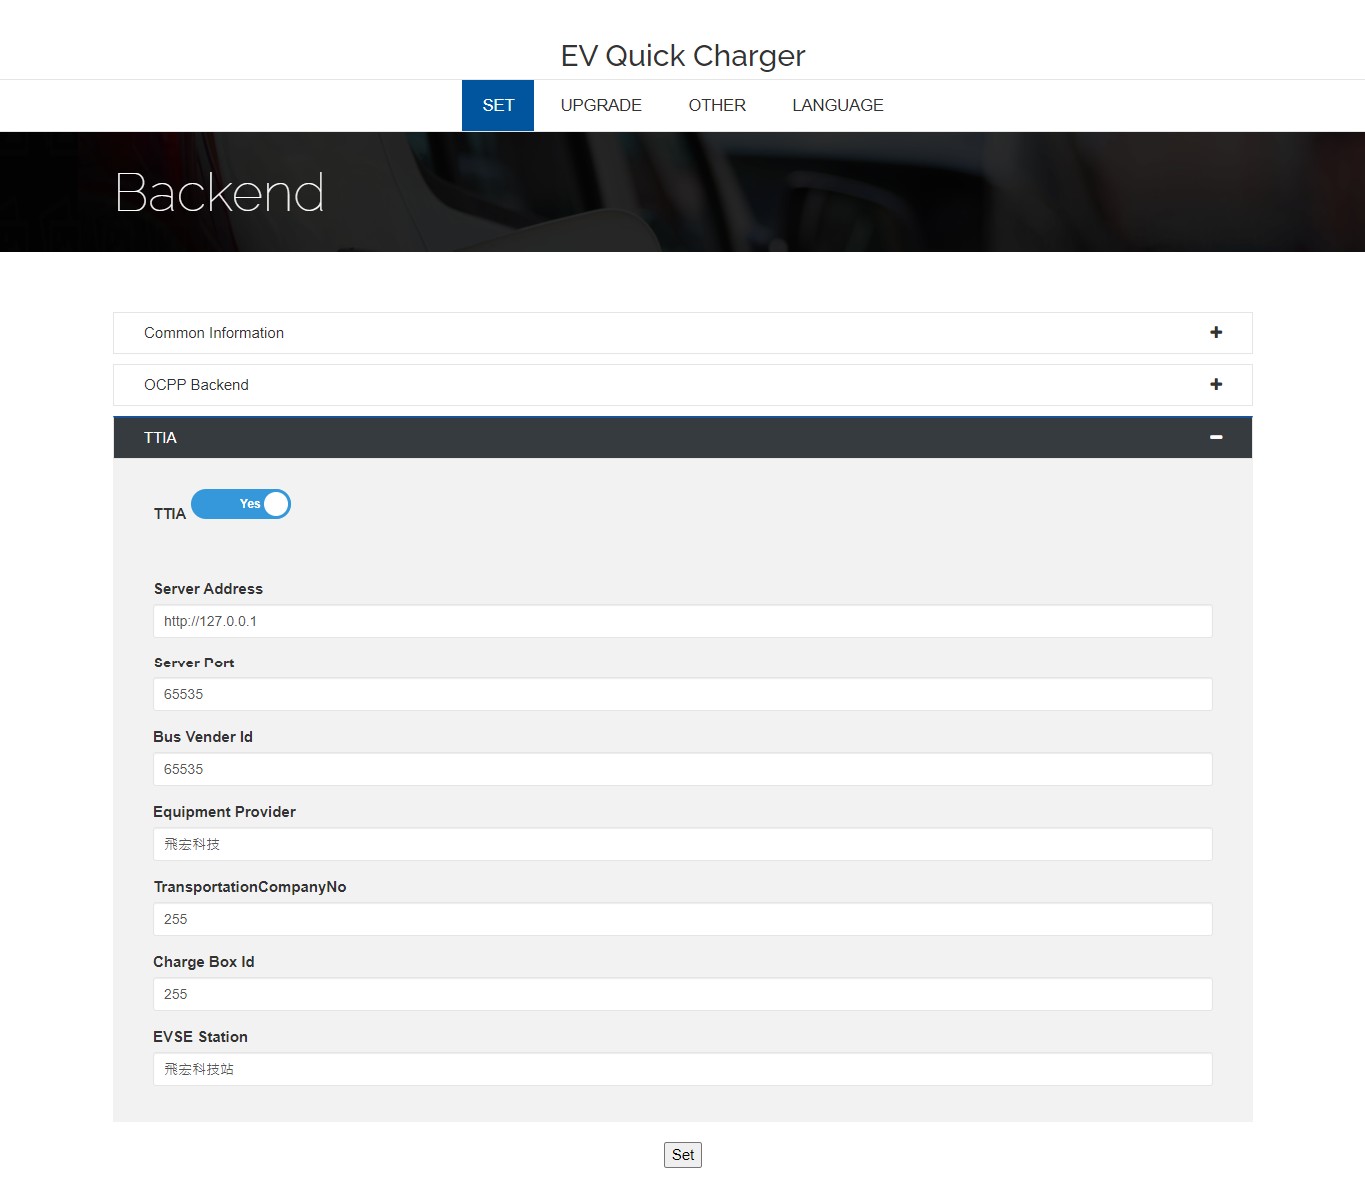 EV Quick Charger
SET UPGRADE OTHER LANGUAGE
Backend
Common Information
OCPP Backend
TTIA
TTIA Yes
Server Address
http://127.0.0.1
Server Port
65535
Bus Vender Id
65535
Equipment Provider
飛宏科技
TransportationCompanyNo
255
Charge Box Id
255
EVSE Station
飛宏科技站
Set